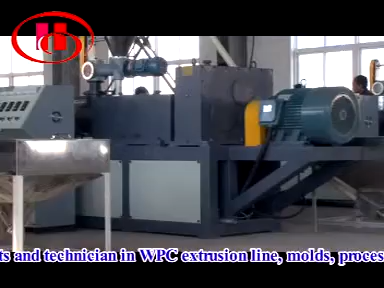 ts and technician in WPC extrusion line, molds, proces